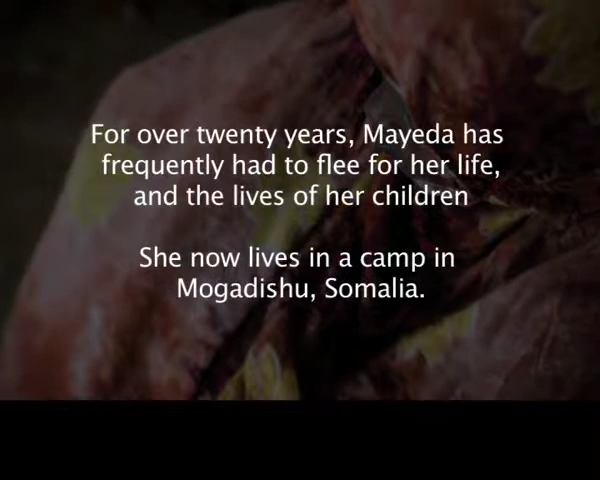 For over twenty years, Mayeda has
frequently had to flee for her life,
and the lives of her children
She now lives in a camp in
Mogadishu, Somalia.